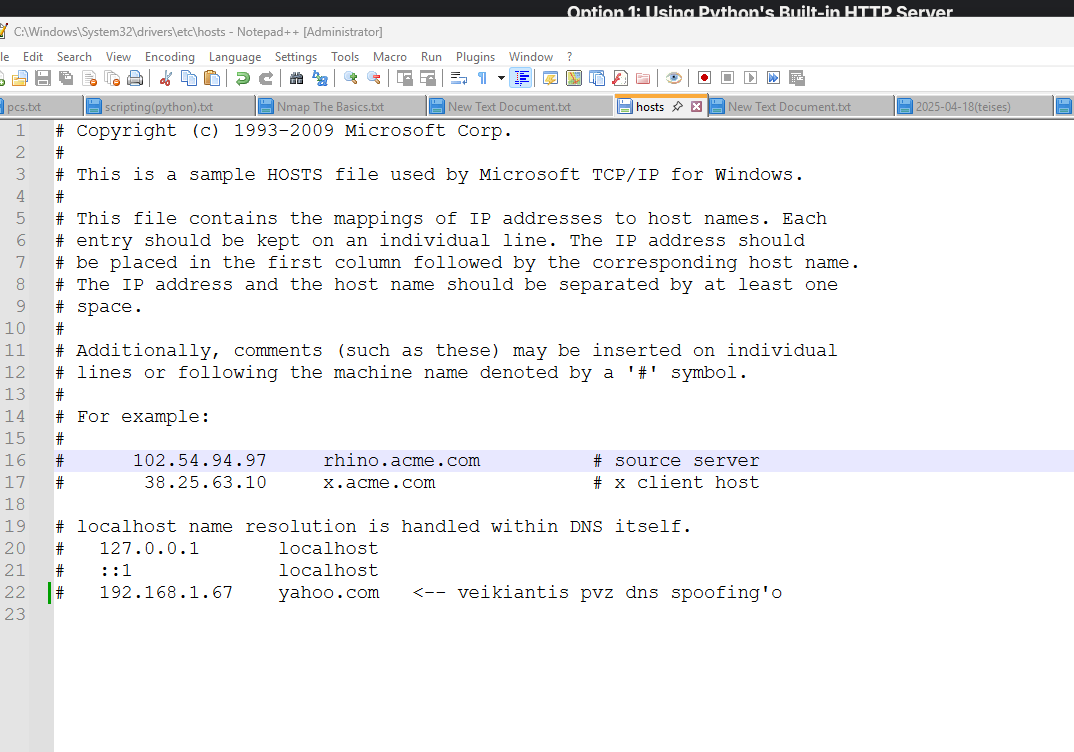 Option 1: Using Python's Built-in HTTP Server
C:\Windows\System32\drivers\etc\hosts - Notepad++ [Administrator]
le Edit Search View Encoding Language Settings Tools Macro Run Plugins Window ?
pcs.txt scripting(python).txt Nmap The Basics.txt New Text Document.txt hosts New Text Document.txt 2025-04-18(teises)
1 # Copyright (c) 1993-2009 Microsoft Corp.
2 #
3 # This is a sample HOSTS file used by Microsoft TCP/IP for Windows.
4 #
5 # This file contains the mappings of IP addresses to host names. Each
6 # entry should be kept on an individual line. The IP address should
7 # be placed in the first column followed by the corresponding host name.
8 # The IP address and the host name should be separated by at least one
9 # space.
10 #
11 # Additionally, comments (such as these) may be inserted on individual
12 # lines or following the machine name denoted by a '#' symbol.
13 #
14 # For example:
15 #
16 # 102.54.94.97 rhino.acme.com # source server
17 # 38.25.63.10 x.acme.com # x client host
18
19 # localhost name resolution is handled within DNS itself.
20 # 127.0.0.1 localhost
21 # ::1 localhost
22 # 192.168.1.67 yahoo.com <-- veikiantis pvz dns spoofing'o
23